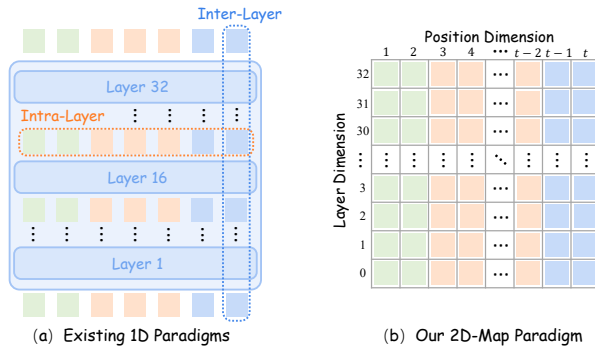 Inter-Layer
Layer 32
Intra-Layer
Layer 16
Layer 1
(a) Existing 1D Paradigms
Position Dimension
1 2 3 4 ... t-2 t-1 t
Layer Dimension
32
31
30
3
2
1
0
(b) Our 2D-Map Paradigm